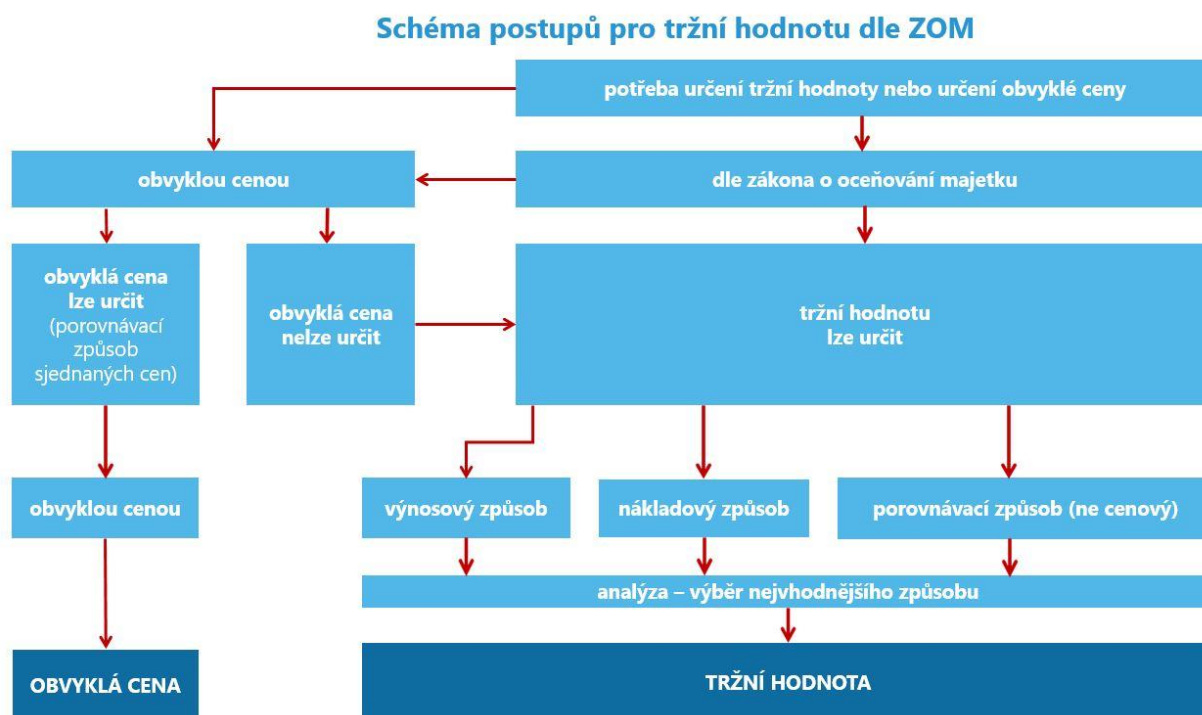 Schéma postupů pro tržní hodnotu dle ZOM
potřeba určení tržní hodnoty nebo určení obvyklé ceny
obvyklou cenou
dle zákona o oceňování majetku
obvyklá cena
lze určit
(porovnávací
způsob
sjednaných cen)
obvyklá cena
nelze určit
tržní hodnotu
lze určit
obvyklou cenou
výnosový způsob
nákladový způsob
porovnávací způsob (ne cenový)
analýza – výběr nejvhodnějšího způsobu
OBVYKLÁ CENA
TRŽNÍ HODNOTA